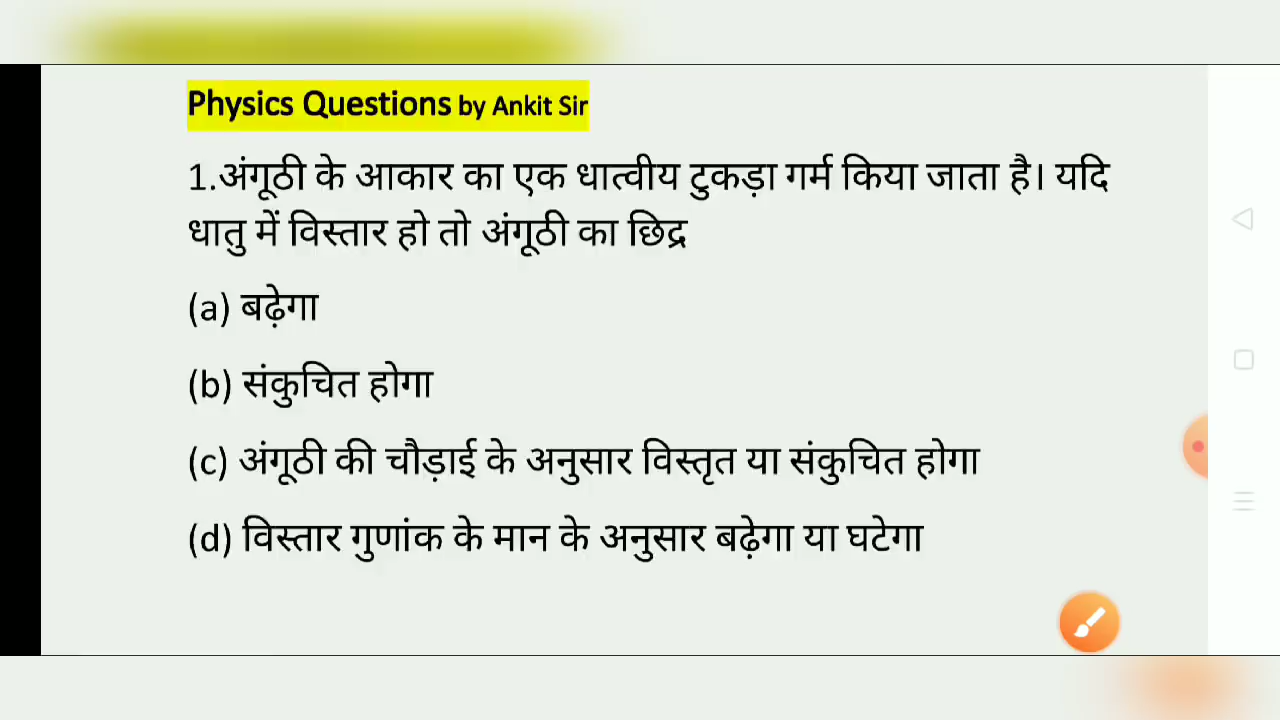 Physics Questions by Ankit Sir
1.अंगूठी के आकार का एक धात्वीय टुकड़ा गर्म किया जाता है। यदि
धातु में विस्तार हो तो अंगूठी का छिद्र
(a) बढ़ेगा
(b) संकुचित होगा
(c) अंगूठी की चौड़ाई के अनुसार विस्तृत या संकुचित होगा
(d) विस्तार गुणांक के मान के अनुसार बढ़ेगा या घटेगा